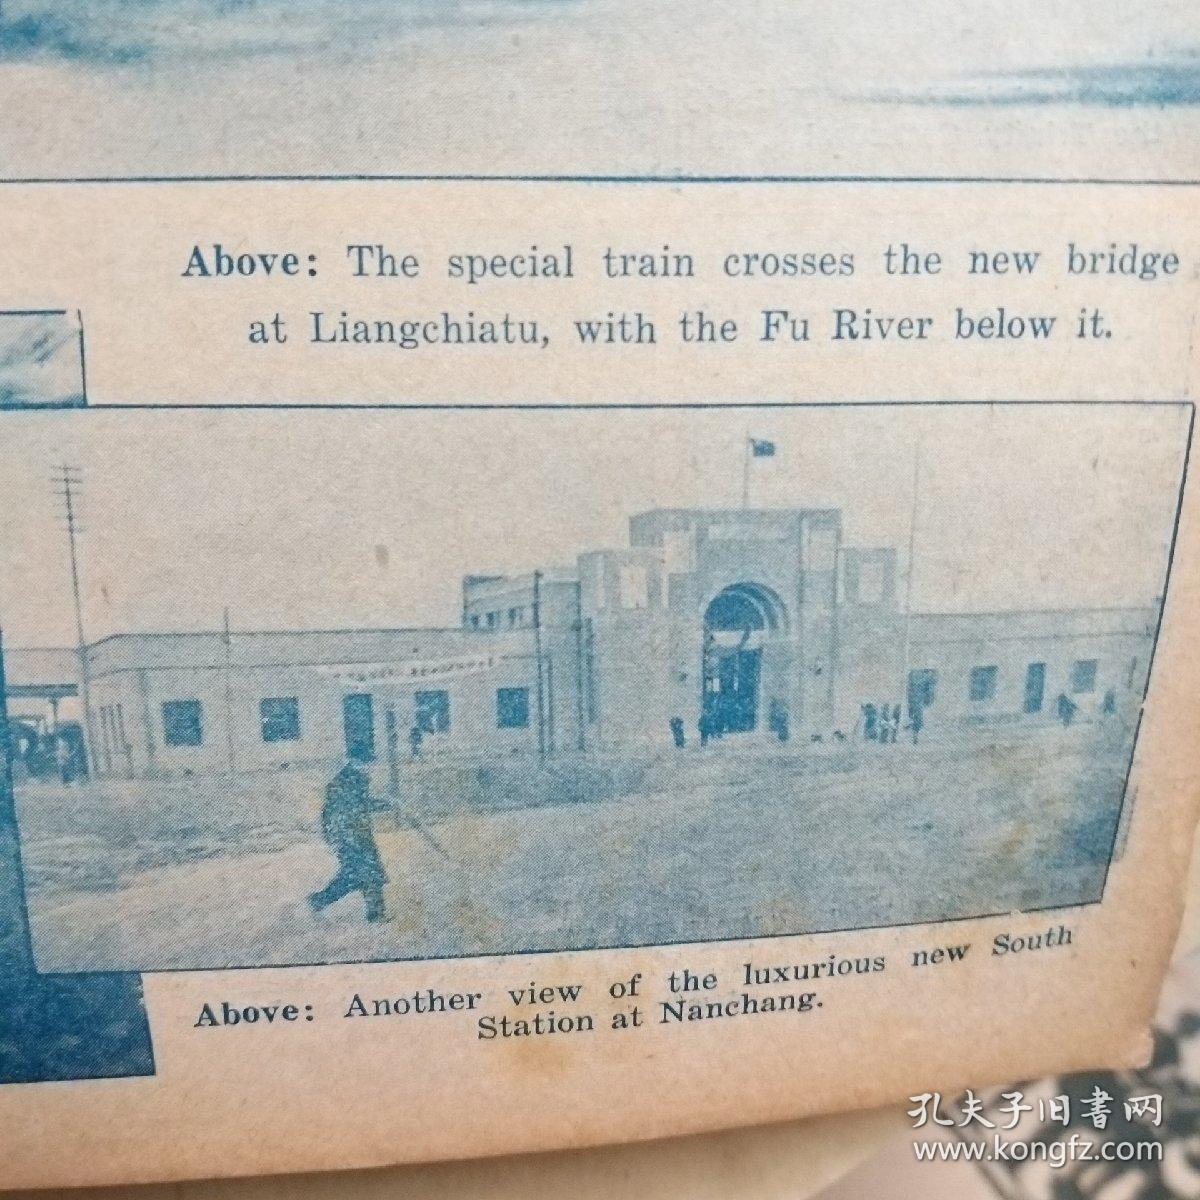 Above: The special train crosses the new bridge
at Liangchiatu, with the Fu River below it.
Above: Another view of the luxurious new South
Station at Nanchang.
孔夫子旧書网
www.kongfz.com